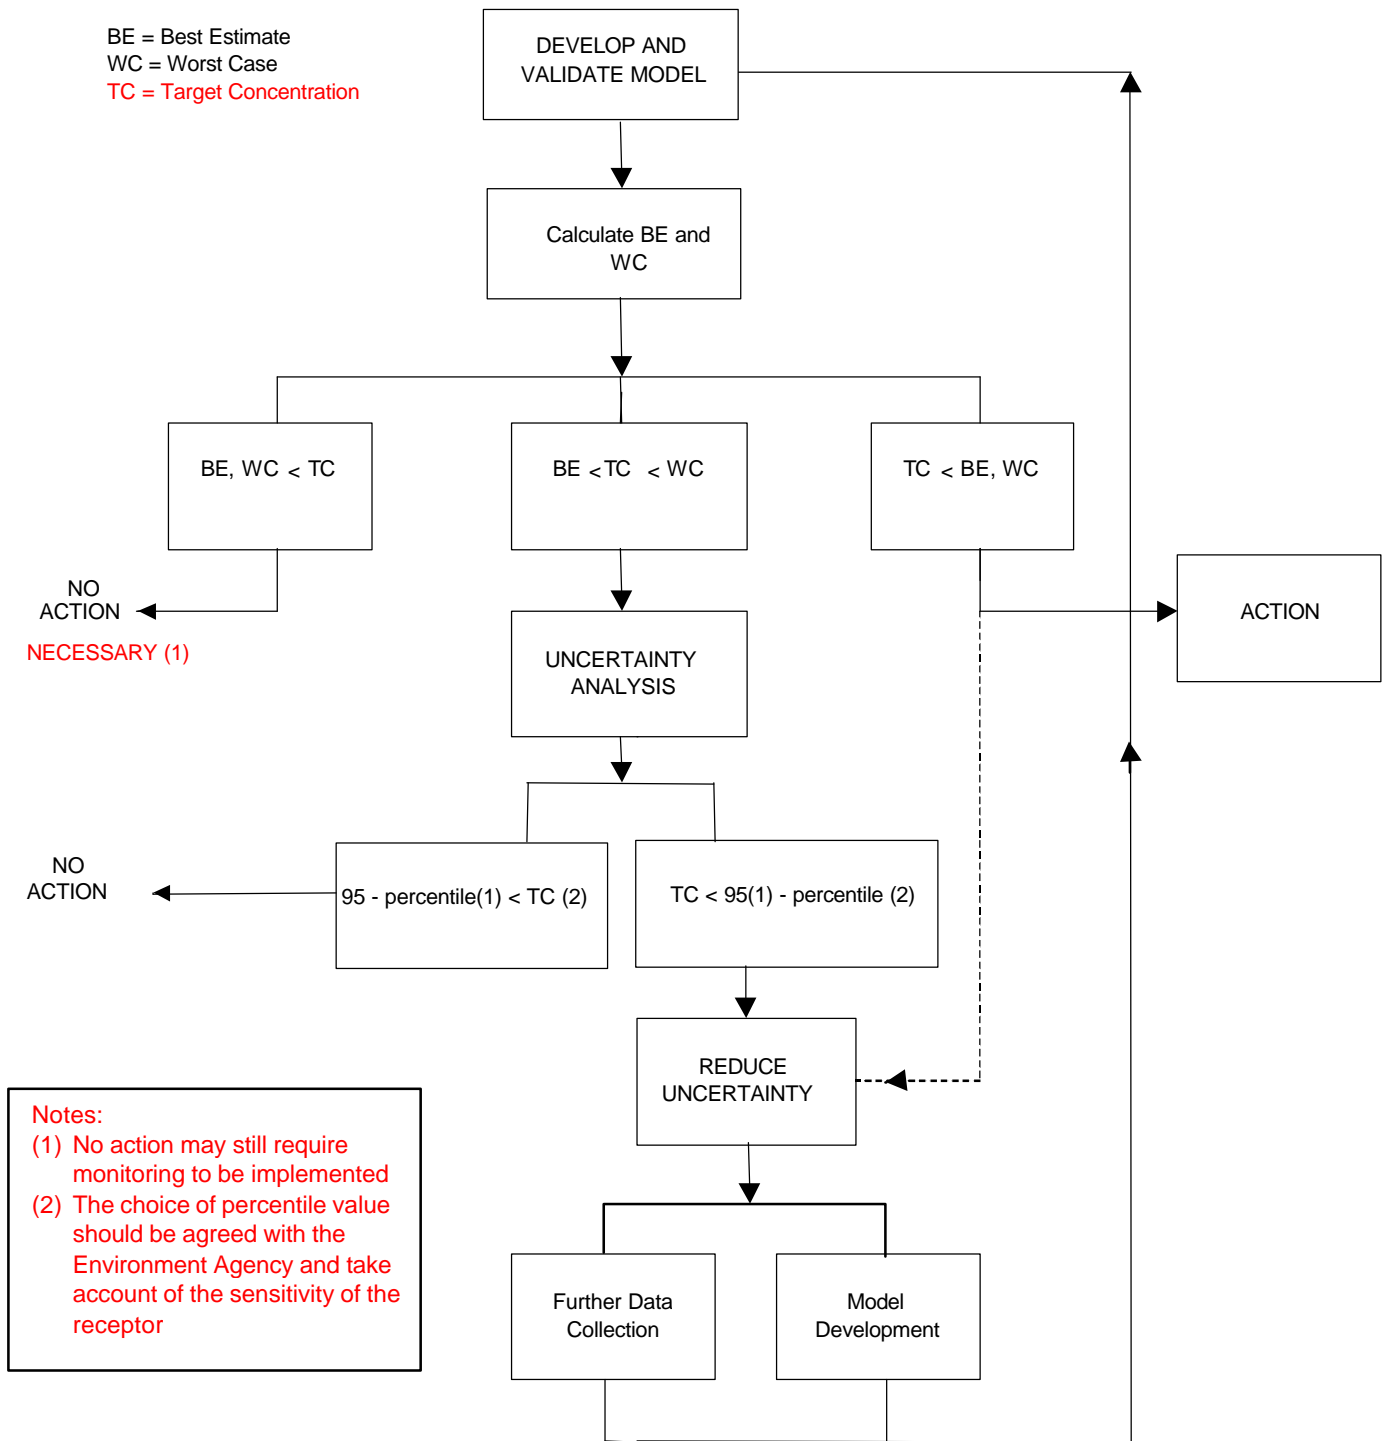 BE = Best Estimate
WC = Worst Case
TC = Target Concentration
DEVELOP AND
VALIDATE MODEL
Calculate BE and
WC
BE, WC < TC
BE < TC < WC
TC < BE, WC
NO
ACTION
NECESSARY (1)
ACTION
UNCERTAINTY
ANALYSIS
NO
ACTION
95 - percentile(1) < TC (2)
TC < 95(1) - percentile (2)
REDUCE
UNCERTAINTY
Notes:
(1) No action may still require
monitoring to be implemented
(2) The choice of percentile value
should be agreed with the
Environment Agency and take
account of the sensitivity of the
receptor
Further Data
Collection
Model
Development